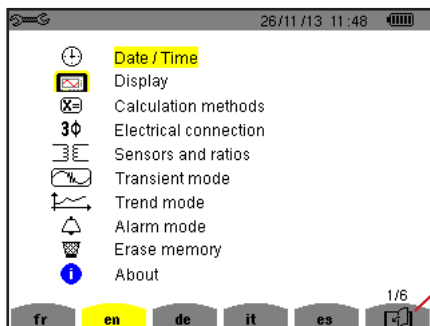 26/11/13 11:48
Date / Time
Display
X= Calculation methods
3ϕ Electrical connection
Sensors and ratios
Transient mode
Trend mode
Alarm mode
Erase memory
i About
1/6
fr en de it es